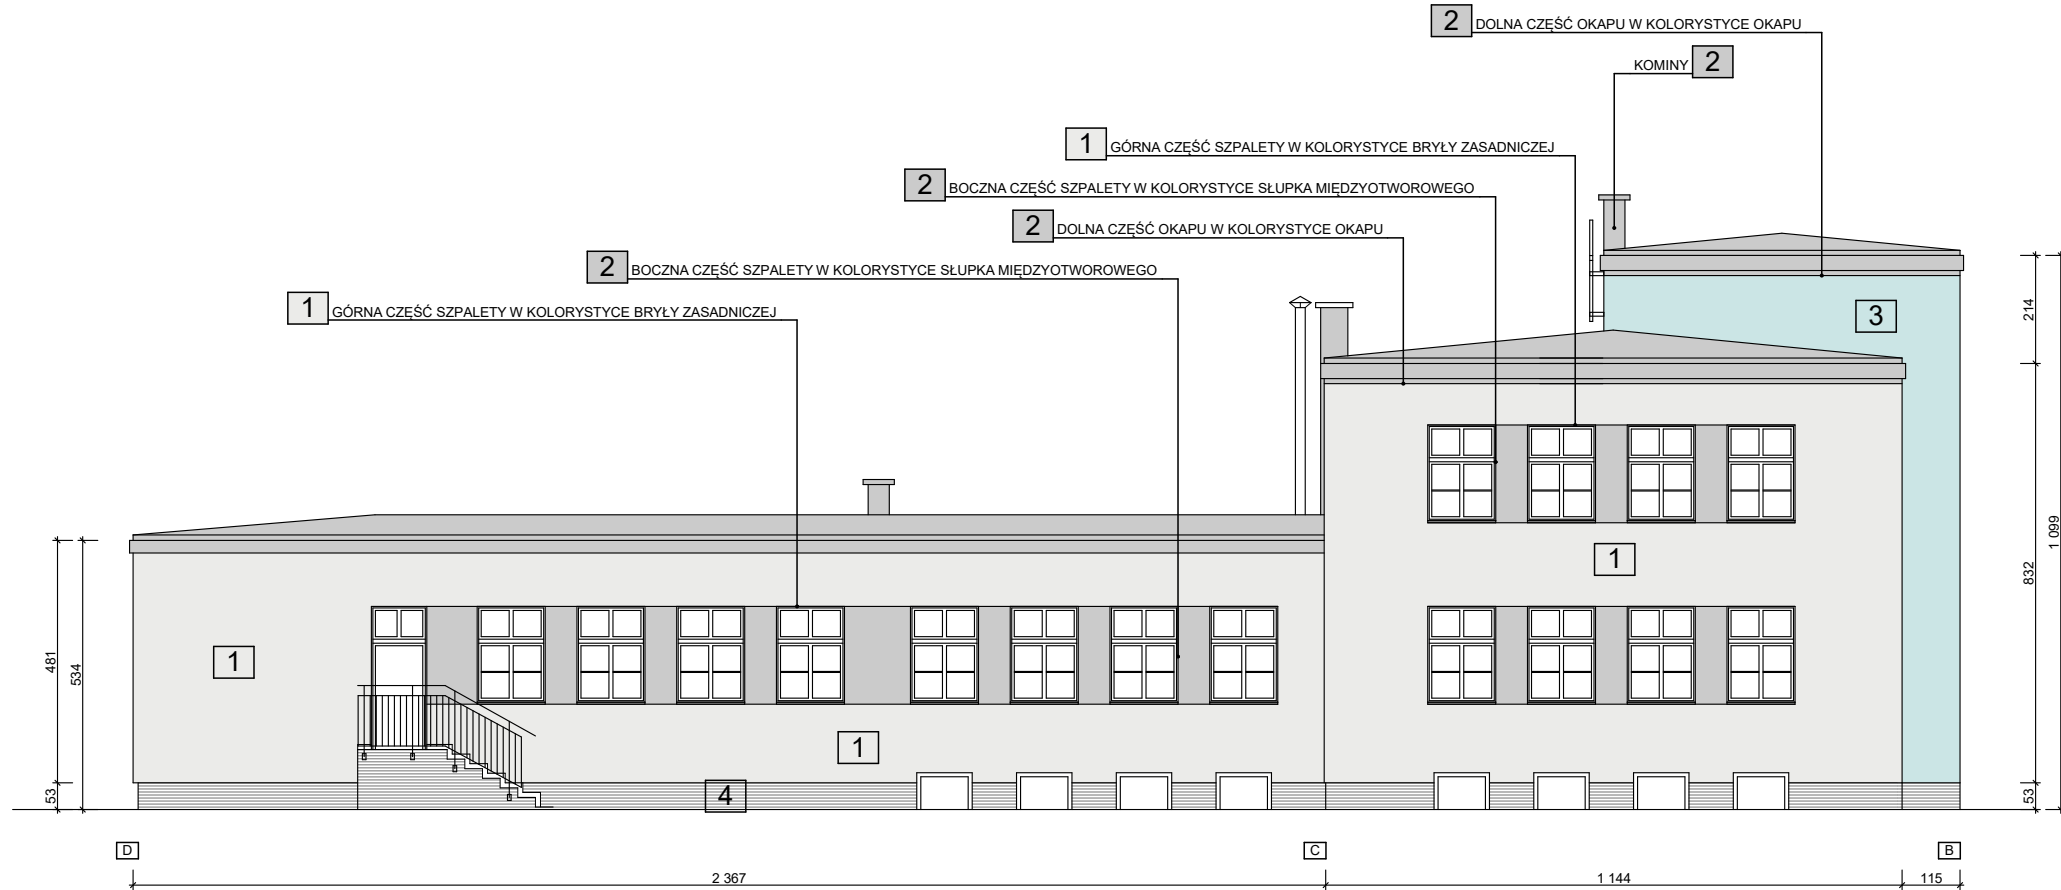 2 DOLNA CZĘŚĆ OKAPU W KOLORYSTYCE OKAPU
KOMINY 2
1 GÓRNA CZĘŚĆ SZPALETY W KOLORYSTYCE BRYŁY ZASADNICZEJ
2 BOCZNA CZĘŚĆ SZPALETY W KOLORYSTYCE SŁUPKA MIĘDZYOTWOROWEGO
2 DOLNA CZĘŚĆ OKAPU W KOLORYSTYCE OKAPU
2 BOCZNA CZĘŚĆ SZPALETY W KOLORYSTYCE SŁUPKA MIĘDZYOTWOROWEGO
1 GÓRNA CZĘŚĆ SZPALETY W KOLORYSTYCE BRYŁY ZASADNICZEJ
3
214
1 099
1
832
481
534
1
1
4
53
53
D
C
B
2 367
1 144
115